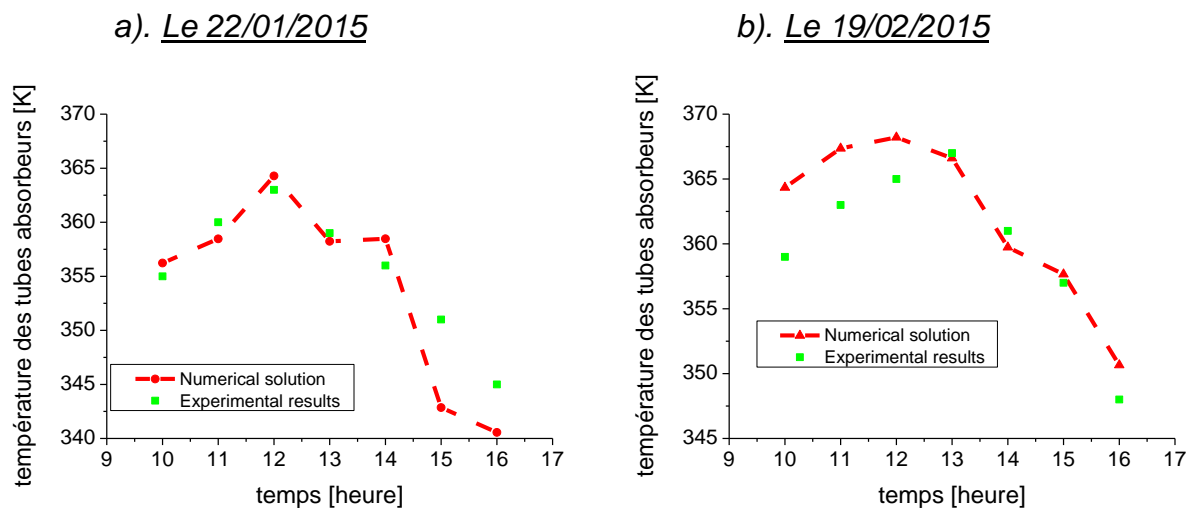 a). Le 22/01/2015
température des tubes absorbeurs [K]
370
365
360
355
350
345
340
Numerical solution
Experimental results
9 10 11 12 13 14 15 16 17
temps [heure]
b). Le 19/02/2015
température des tubes absorbeurs [K]
370
365
360
355
350
345
Numerical solution
Experimental results
9 10 11 12 13 14 15 16 17
temps [heure]